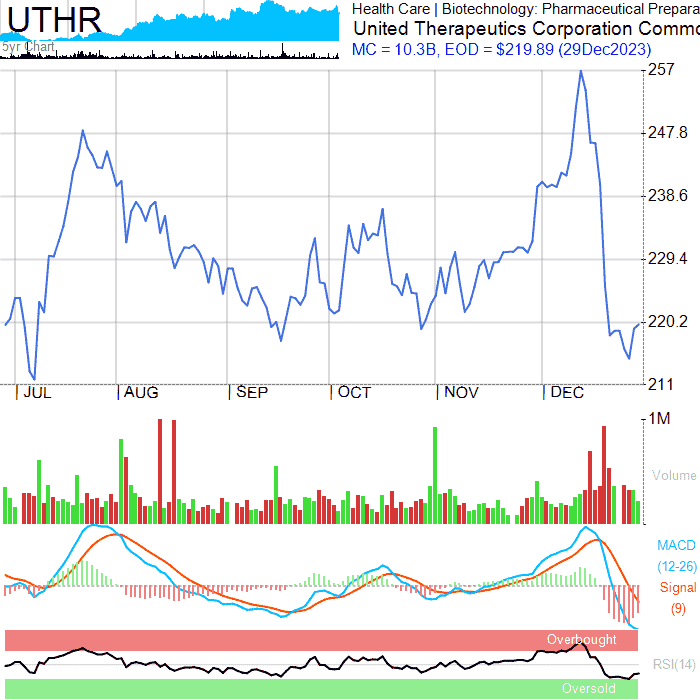 UTHR
5yr Chart
Health Care | Biotechnology: Pharmaceutical Prepara
United Therapeutics Corporation Commo
MC = 10.3B, EOD = $219.89 (29Dec2023)
257
247.8
238.6
229.4
220.2
211
JUL AUG SEP OCT NOV DEC
1M
Volume
MACD
(12-26)
Signal
(9)
Overbought
RSI(14)
Oversold